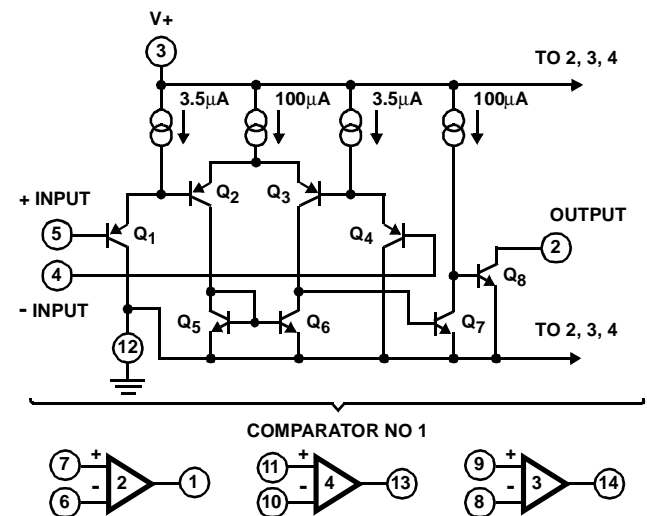 V+
3
TO 2, 3, 4
3.5μA 100μA 3.5μA 100μA
+ INPUT
Q2 Q3
5 Q1 Q4 OUTPUT
2
4 Q8
- INPUT
Q5 Q6 Q7
12 TO 2, 3, 4
COMPARATOR NO 1
7 + 11 + 9 +
2 1 4 13 3 14
6 - 10 - 8 -